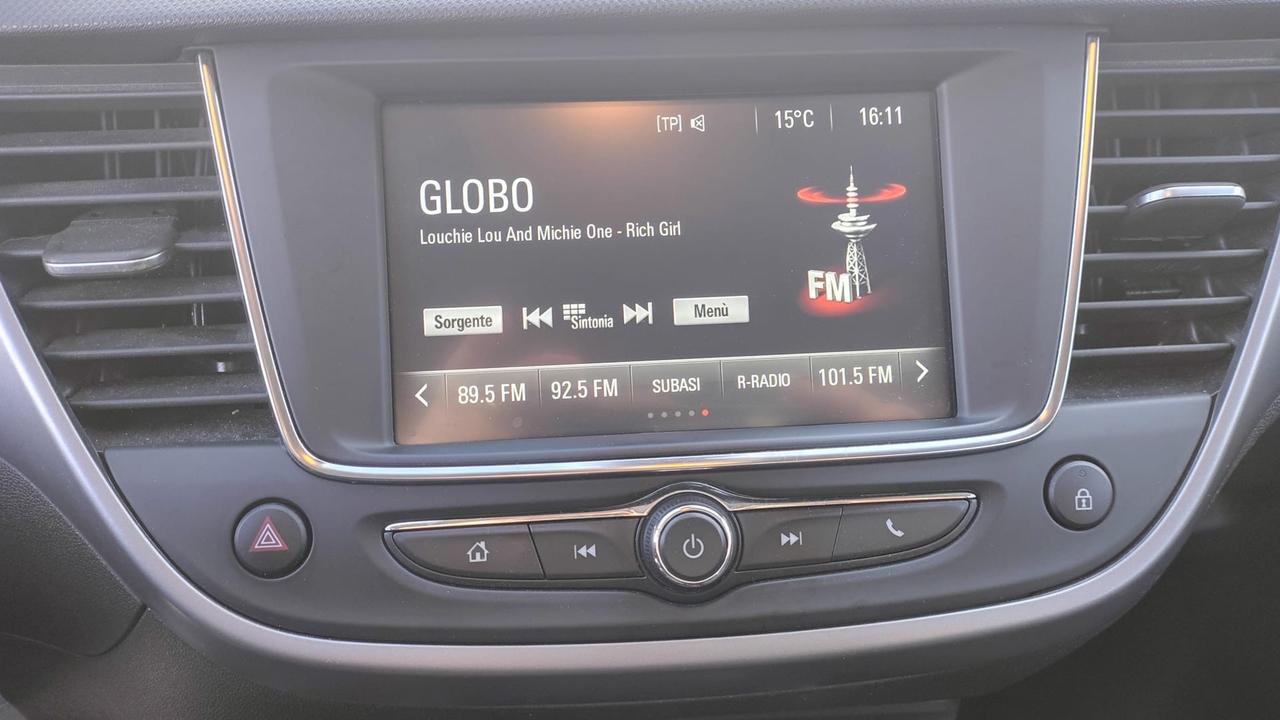 [TP] 15°C 16:11
GLOBO
Louchie Lou And Michie One - Rich Girl
FM
Sorgente Sintonia Menù
89.5 FM 92.5 FM SUBASI R-RADIO 101.5 FM